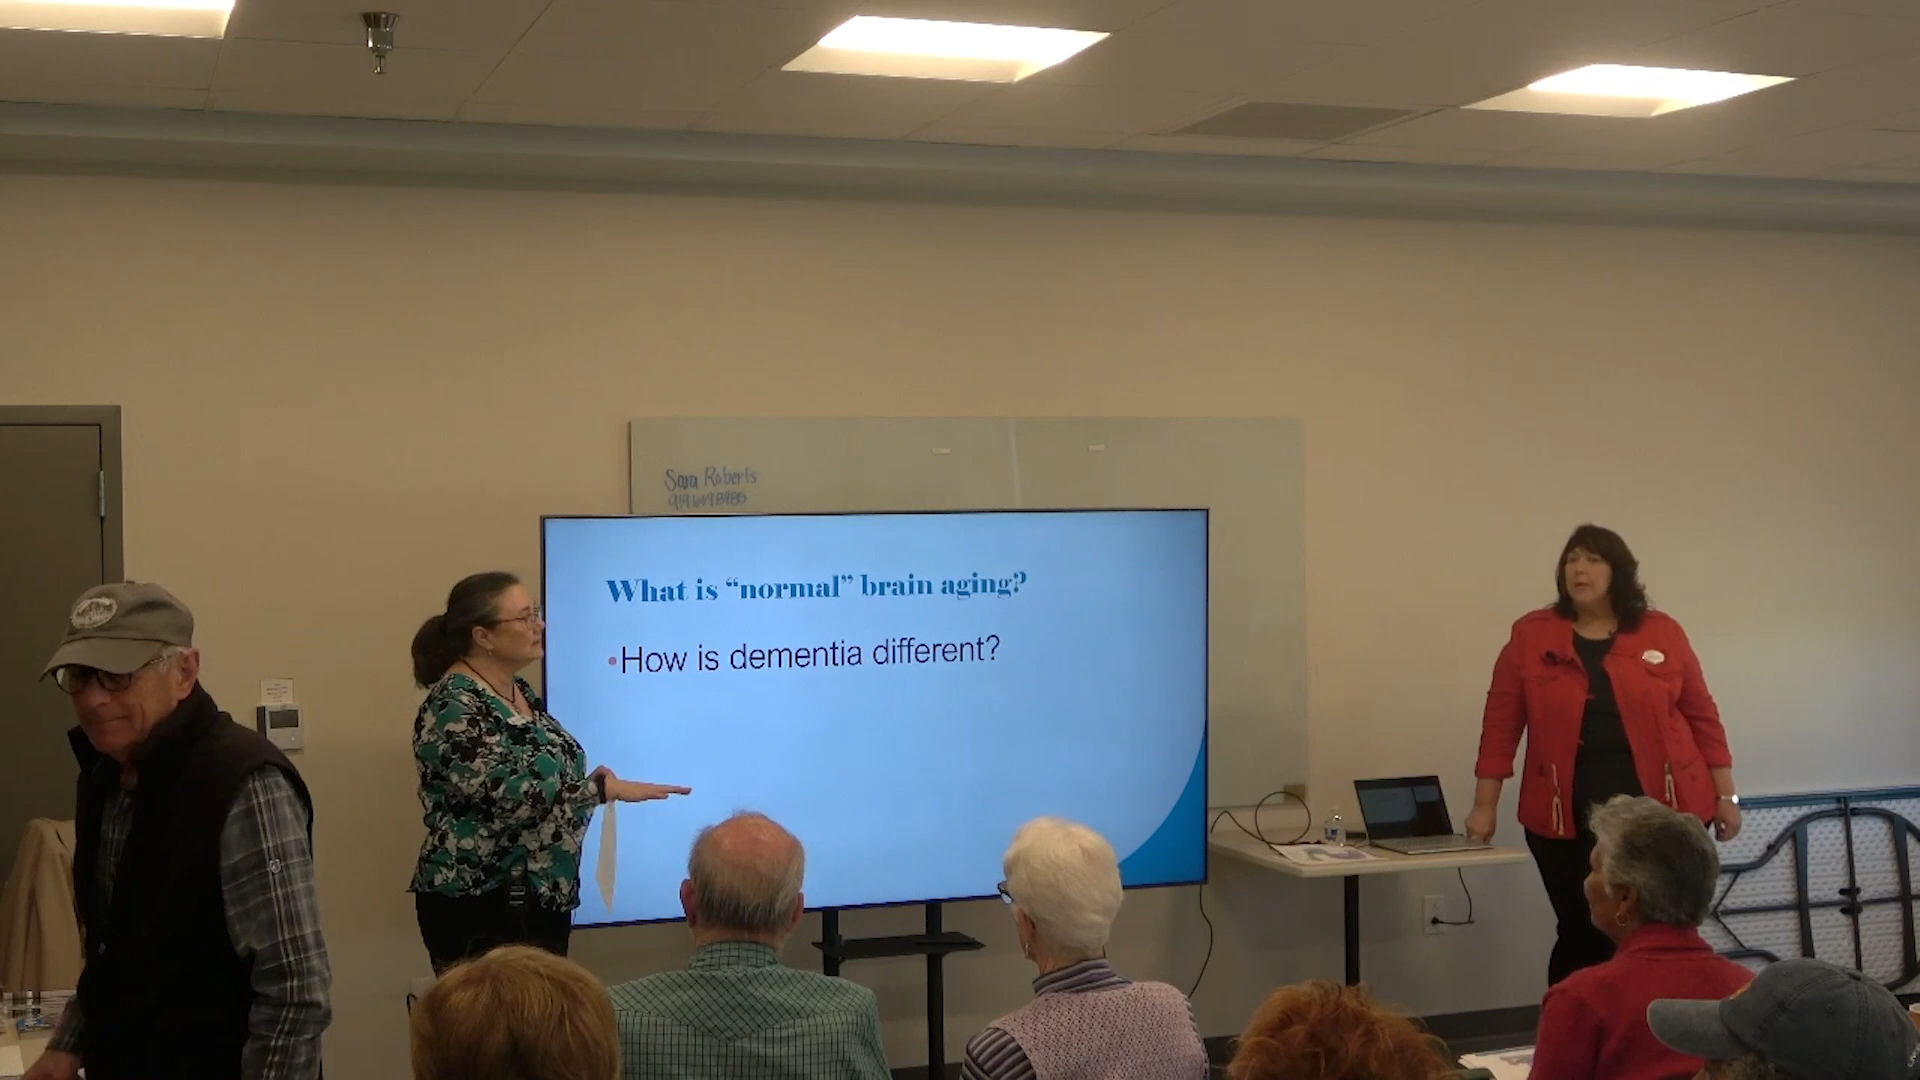 Sara Roberts
What is “normal” brain aging?
•How is dementia different?